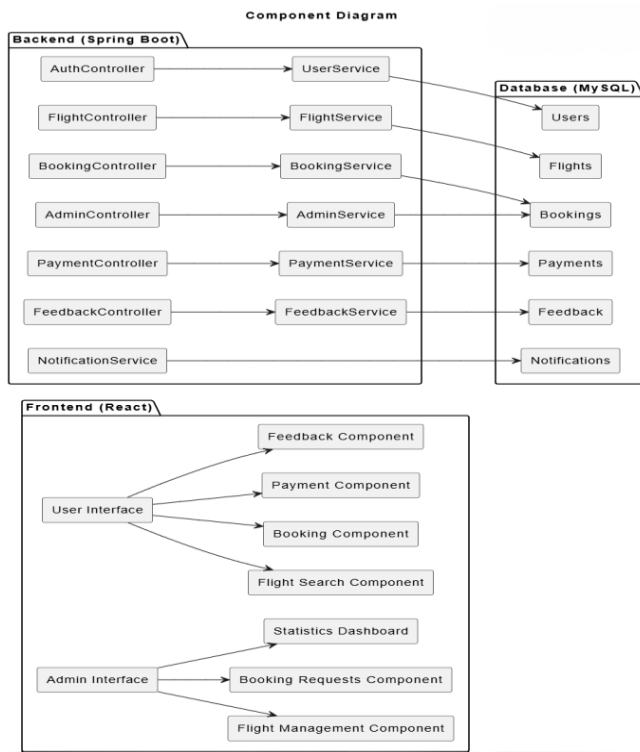 Component Diagram
Backend (Spring Boot)
AuthController
UserService
FlightController
FlightService
BookingController
BookingService
AdminController
AdminService
PaymentController
PaymentService
FeedbackController
FeedbackService
NotificationService
Database (MySQL)
Users
Flights
Bookings
Payments
Feedback
Notifications
Frontend (React)
User Interface
Feedback Component
Payment Component
Booking Component
Flight Search Component
Admin Interface
Statistics Dashboard
Booking Requests Component
Flight Management Component